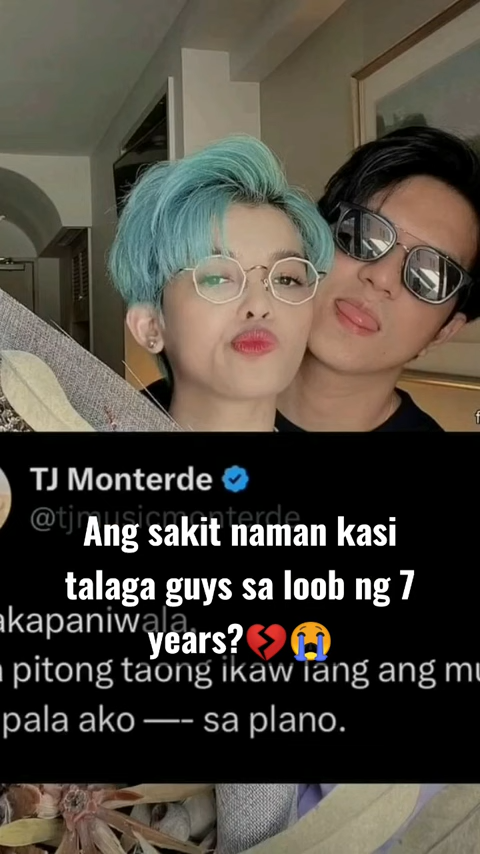 TJ Monterde
@tjmusicmonterde
Ang sakit naman kasi
talaga guys sa loob ng 7
years?💔😭
akapaniwala.
pitong taong ikaw lang ang mu
pala ako —-- sa plano.